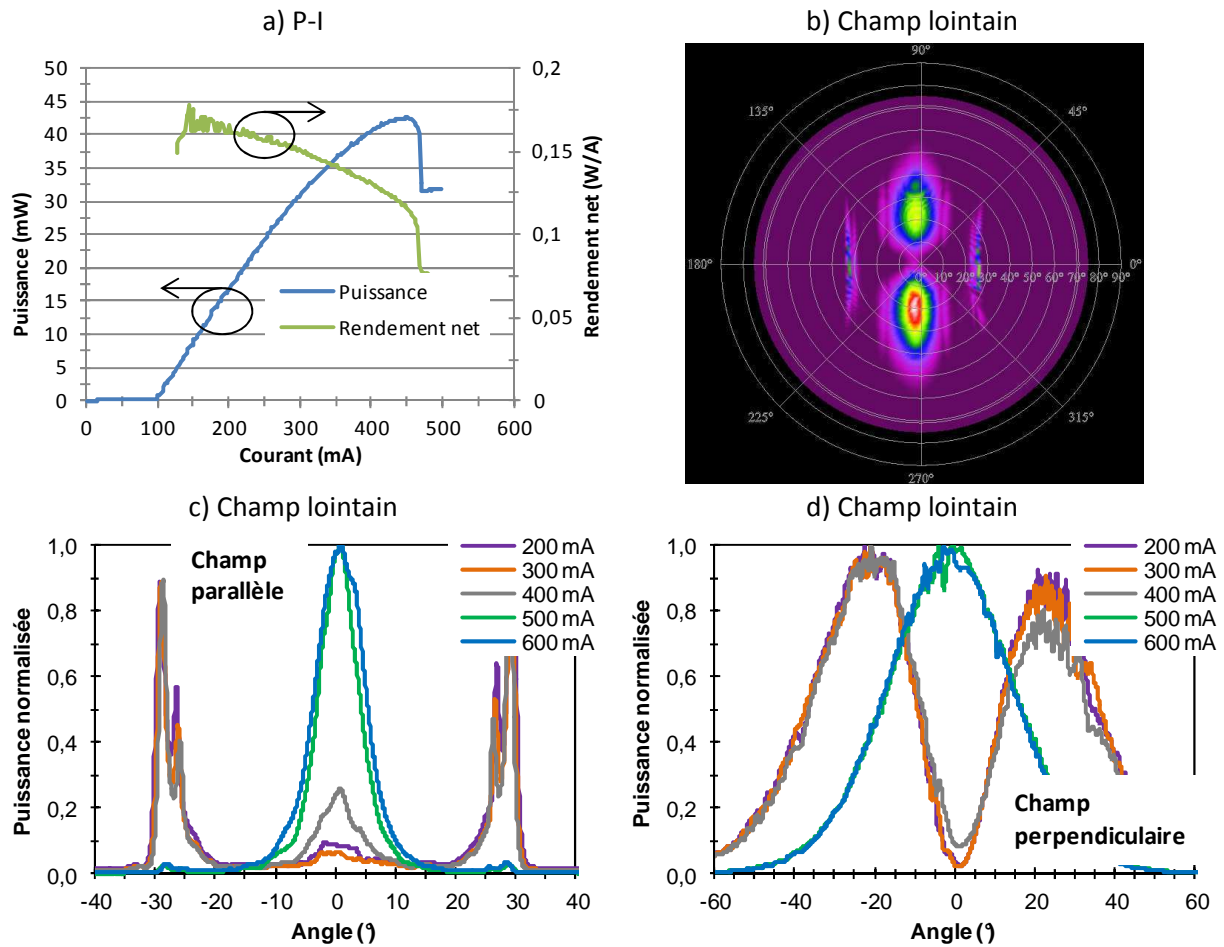 a) P-I
50
45
40
35
30
25
20
15
10
5
0
Puissance (mW)
0,2
0,15
0,1
0,05
0
Rendement net (W/A)
Puissance
Rendement net
0 100 200 300 400 500 600
Courant (mA)
b) Champ lointain
90°
135° 45°
180° 0° 10° 20° 30° 40° 50° 60° 70° 80° 90° 0°
225° 315°
270°
c) Champ lointain
Champ
parallèle
200 mA
300 mA
400 mA
500 mA
600 mA
1,0
0,8
0,6
0,4
0,2
0,0
Puissance normalisée
-40 -30 -20 -10 0 10 20 30 40
Angle (°)
d) Champ lointain
200 mA
300 mA
400 mA
500 mA
600 mA
1,0
0,8
0,6
0,4
0,2
0,0
Puissance normalisée
Champ
perpendiculaire
-60 -40 -20 0 20 40 60
Angle (°)